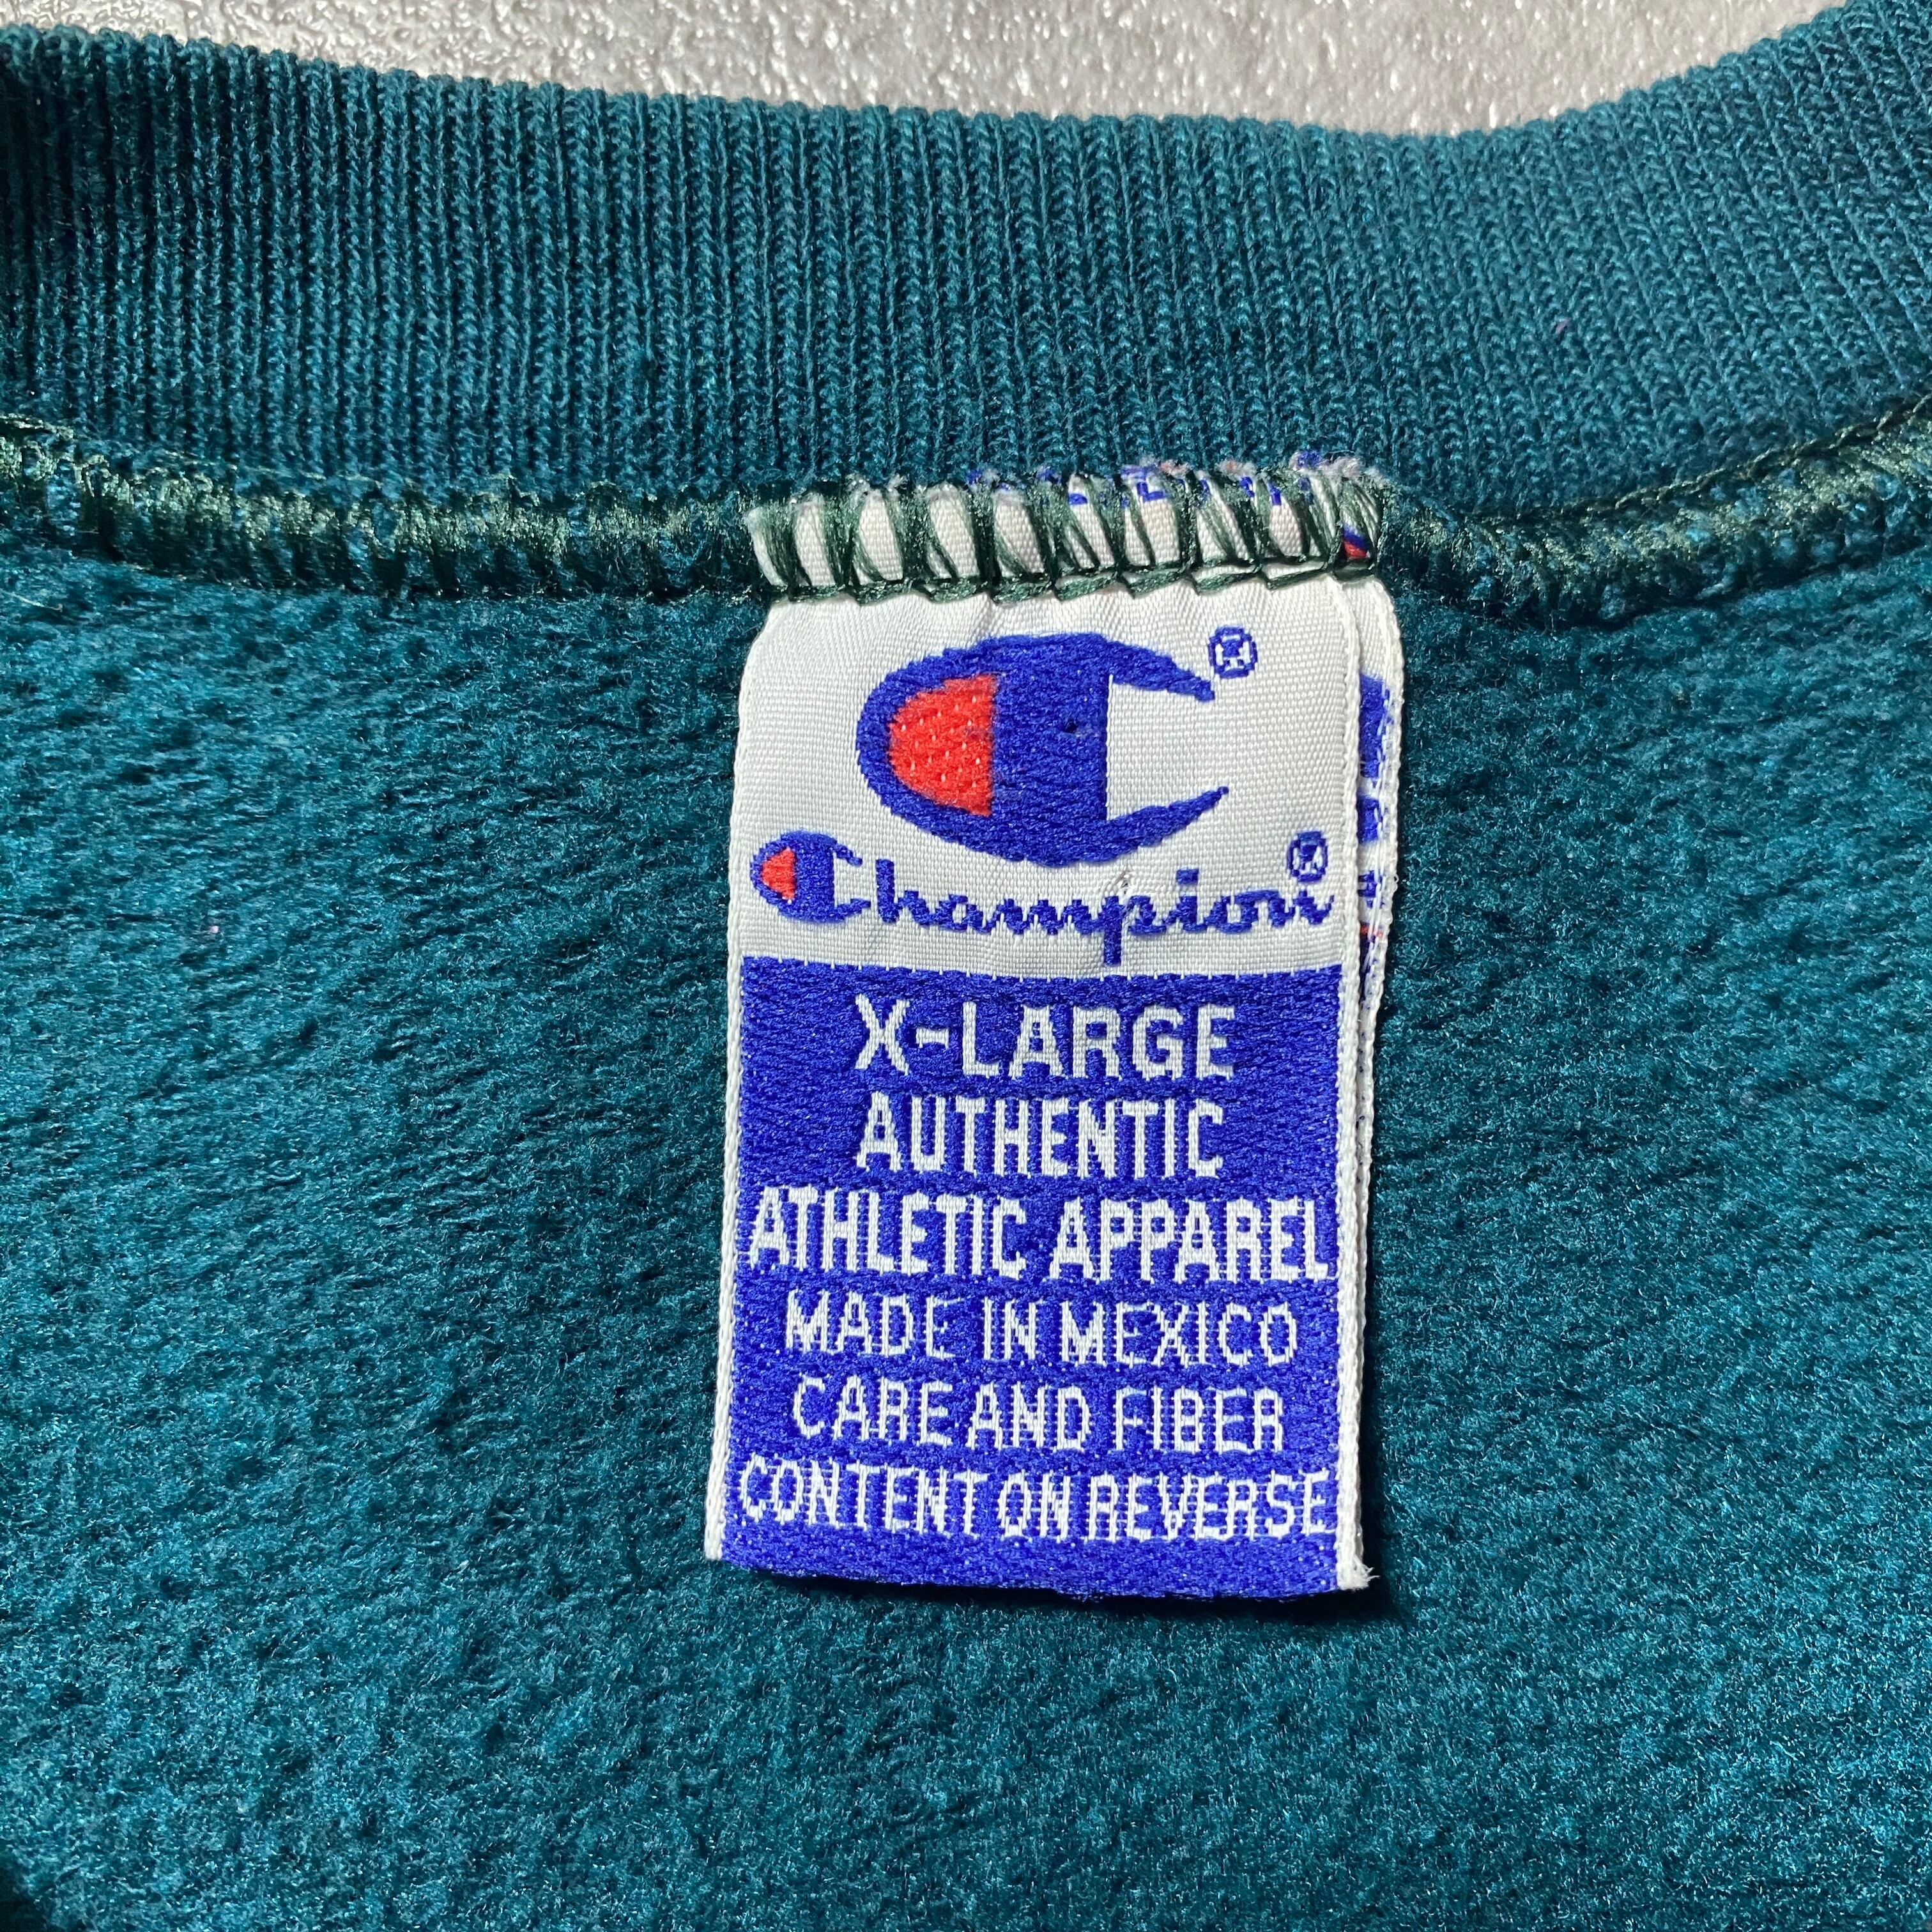 C®
Champion®
X-LARGE
AUTHENTIC
ATHLETIC APPAREL
MADE IN MEXICO
CARE AND FIBER
CONTENT ON REVERSE